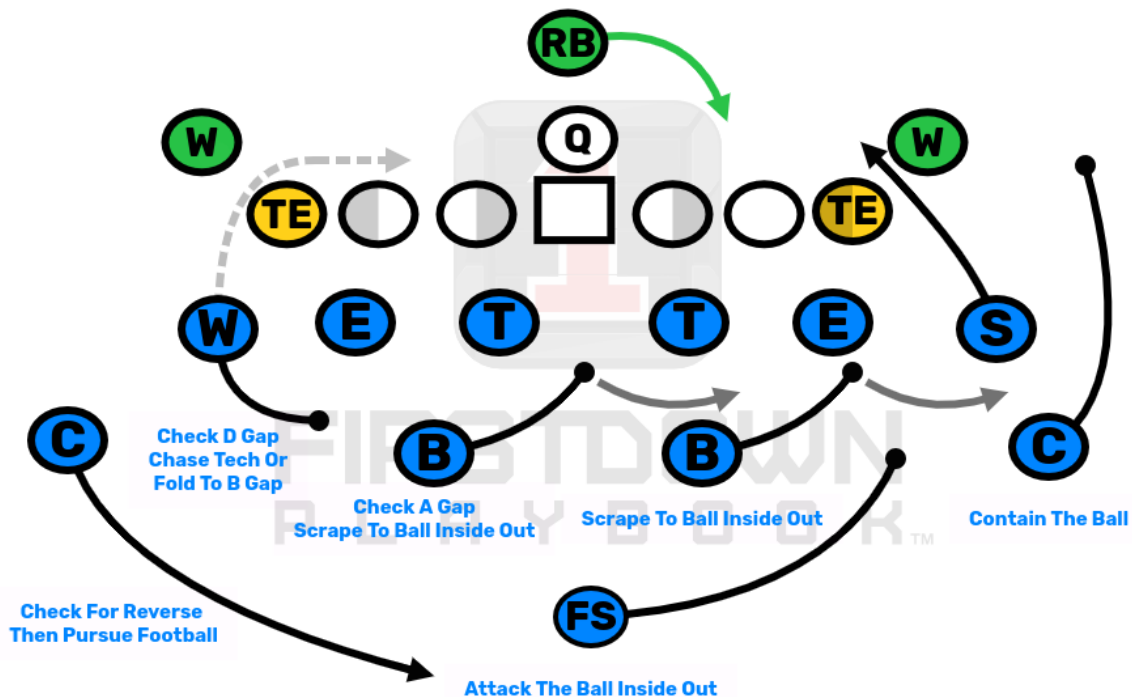 RB
W
Q
W
TE
TE
W
E
T
T
E
S
C
B
B
C
Check D Gap
Chase Tech Or
Fold To B Gap
Check A Gap
Scrape To Ball Inside Out
Scrape To Ball Inside Out
Contain The Ball
FIRSTDOWN
PLAYBOOK™
Check For Reverse
Then Pursue Football
FS
Attack The Ball Inside Out